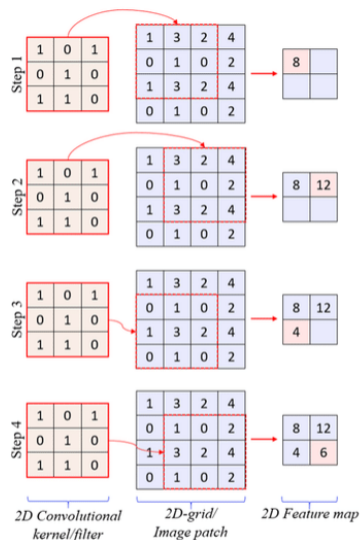 Step 1
1 0 1
0 1 0
1 1 0
1 3 2 4
0 1 0 2
1 3 2 4
0 1 0 2
8
Step 2
1 0 1
0 1 0
1 1 0
1 3 2 4
0 1 0 2
1 3 2 4
0 1 0 2
8 12
Step 3
1 0 1
0 1 0
1 1 0
1 3 2 4
0 1 0 2
1 3 2 4
0 1 0 2
8 12
4
Step 4
1 0 1
0 1 0
1 1 0
1 3 2 4
0 1 0 2
1 3 2 4
0 1 0 2
8 12
4 6
2D Convolutional
kernel/filter
2D-grid/
Image patch
2D Feature map